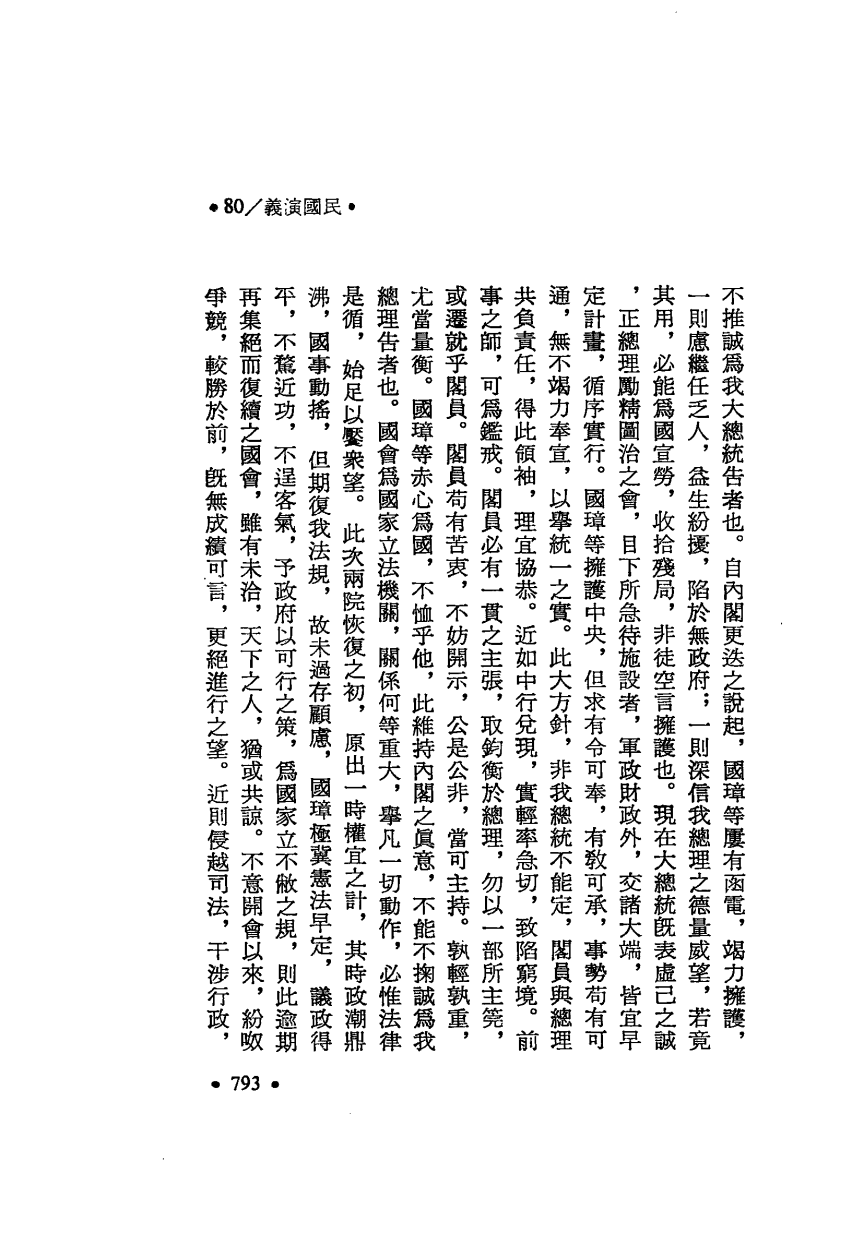 •80/義演國民•
不推誠爲我大總統告者也。自內閣更迭之說起，國璋等屢有函電，竭力擁護，
一則慮繼任乏人，益生紛擾，陷於無政府；一則深信我總理之德量威望，若竟
其用，必能爲國宣勞，收拾殘局，非徒空言擁護也。現在大總統既表虛己之誠
，正總理勵精圖治之會，目下所急待施設者，軍政財政外，交諸大端，皆宜早
定計畫，循序實行。國璋等擁護中央，但求有令可奉，有教可承，事勢苟有可
通，無不竭力奉宣，以舉統一之實。此大方針，非我總統不能定，閣員與總理
共負責任，得此領袖，理宜協恭。近如中行兌現，實輕率急切，致陷窮境。前
事之師，可爲鑑戒。閣員必有一貫之主張，取鈞衡於總理，勿以一部所主筦，
或遷就乎閣員。閣員苟有苦衷，不妨開示，公是公非，當可主持。孰輕孰重，
尤當量衡。國璋等赤心爲國，不恤乎他，此維持內閣之眞意，不能不掬誠爲我
總理告者也。國會爲國家立法機關，關係何等重大，舉凡一切動作，必惟法律
是循，始足以饜衆望。此次兩院恢復之初，原出一時權宜之計，其時政潮鼎
沸，國事動搖，但期復我法規，故未過存顧慮，國璋極冀憲法早定，議政得
平，不騖近功，不逞客氣，予政府以可行之策，爲國家立不敝之規，則此逾期
再集絕而復續之國會，雖有未洽，天下之人，猶或共諒。不意開會以來，紛呶
爭競，較勝於前，既無成績可言，更絕進行之望。近則侵越司法，干涉行政，
•793•